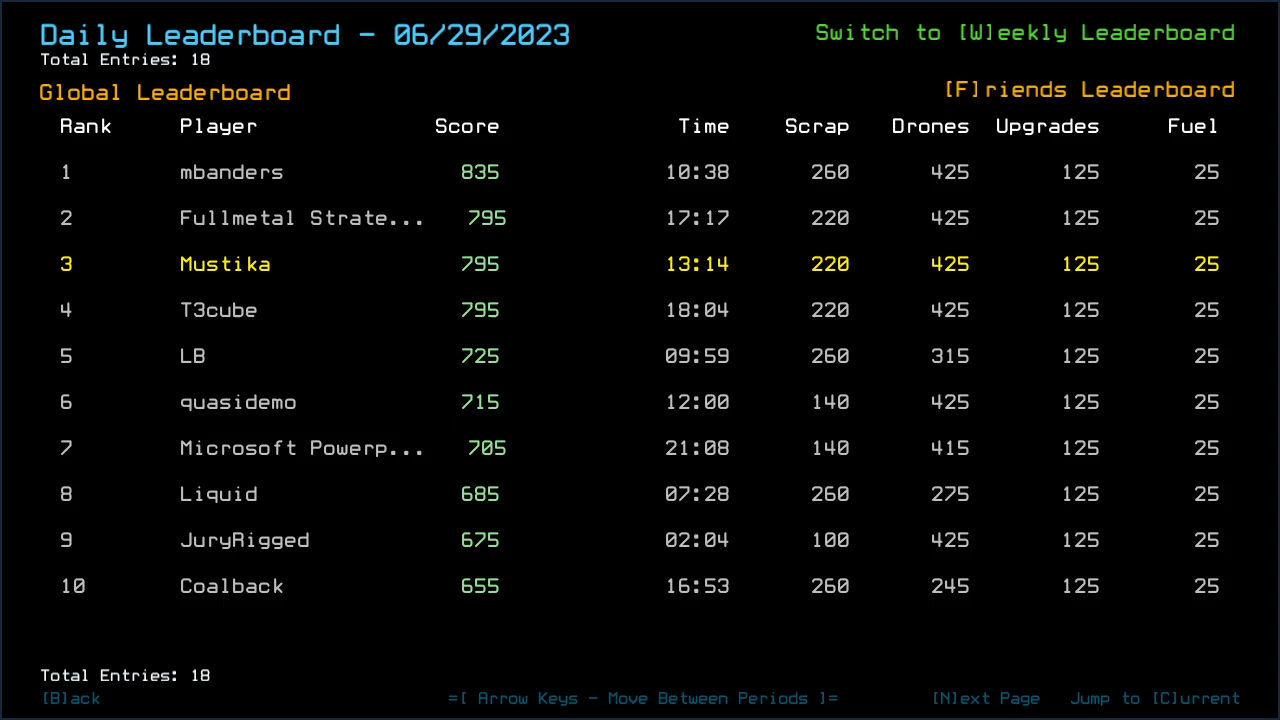 Daily Leaderboard - 06/29/2023 Switch to [W]eekly Leaderboard
Total Entries: 18
Global Leaderboard [F]riends Leaderboard
Rank Player Score Time Scrap Drones Upgrades Fuel
1 mbanders 835 10:38 260 425 125 25
2 Fullmetal Strate... 795 17:17 220 425 125 25
3 Mustika 795 13:14 220 425 125 25
4 T3cube 795 18:04 220 425 125 25
5 LB 725 09:59 260 315 125 25
6 quasidemo 715 12:00 140 425 125 25
7 Microsoft Powerp... 705 21:08 140 415 125 25
8 Liquid 685 07:28 260 275 125 25
9 JuryRigged 675 02:04 100 425 125 25
10 Coalback 655 16:53 260 245 125 25
Total Entries: 18
[B]ack =[ Arrow Keys - Move Between Periods ]= [N]ext Page Jump to [C]urrent